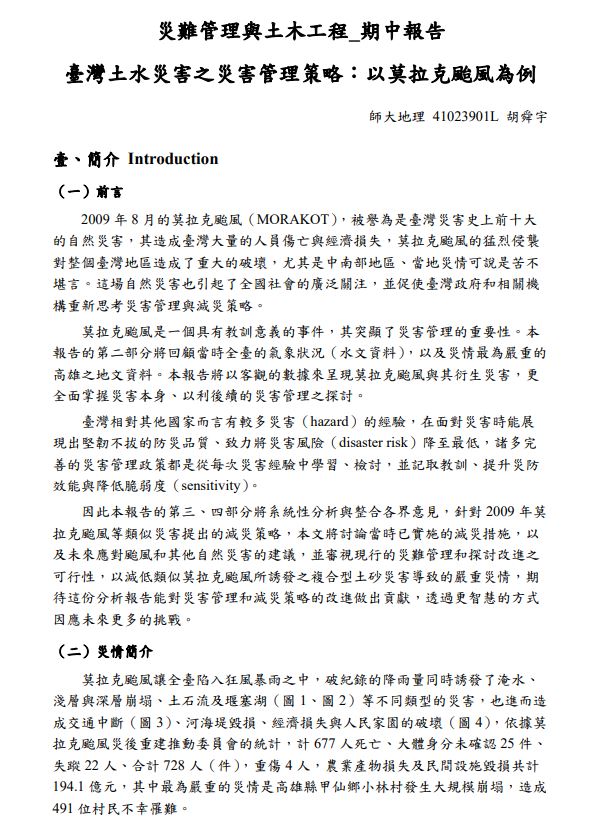 災難管理與土木工程_期中報告
臺灣土水災害之災害管理策略：以莫拉克颱風為例
師大地理 41023901L 胡舜宇
壹、簡介 Introduction
（一）前言
2009 年 8 月的莫拉克颱風（MORAKOT），被譽為是臺灣災害史上前十大
的自然災害，其造成臺灣大量的人員傷亡與經濟損失，莫拉克颱風的猛烈侵襲
對整個臺灣地區造成了重大的破壞，尤其是中南部地區、當地災情可說是苦不
堪言。這場自然災害也引起了全國社會的廣泛關注，並促使臺灣政府和相關機
構重新思考災害管理與減災策略。
莫拉克颱風是一個具有教訓意義的事件，其突顯了災害管理的重要性。本
報告的第二部分將回顧當時全臺的氣象狀況（水文資料），以及災情最為嚴重的
高雄之地文資料。本報告將以客觀的數據來呈現莫拉克颱風與其衍生災害，更
全面掌握災害本身、以利後續的災害管理之探討。
臺灣相對其他國家而言有較多災害（hazard）的經驗，在面對災害時能展
現出堅韌不拔的防災品質、致力將災害風險（disaster risk）降至最低，諸多完
善的災害管理政策都是從每次災害經驗中學習、檢討，並記取教訓、提升災防
效能與降低脆弱度（sensitivity）。
因此本報告的第三、四部分將系統性分析與整合各界意見，針對 2009 年莫
拉克颱風等類似災害提出的減災策略，本文將討論當時已實施的減災措施，以
及未來應對颱風和其他自然災害的建議，並審視現行的災難管理和探討改進之
可行性，以減低類似莫拉克颱風所誘發之複合型土砂災害導致的嚴重災情，期
待這份分析報告能對災害管理和減災策略的改進做出貢獻，透過更智慧的方式
因應未來更多的挑戰。
（二）災情簡介
莫拉克颱風讓全臺陷入狂風暴雨之中，破紀錄的降雨量同時誘發了淹水、
淺層與深層崩塌、土石流及堰塞湖（圖 1、圖 2）等不同類型的災害，也進而造
成交通中斷（圖 3）、河海堤毀損、經濟損失與人民家園的破壞（圖 4），依據莫
拉克颱風災後重建推動委員會的統計，計 677 人死亡、大體身分未確認 25 件、
失蹤 22 人、合計 728 人（件），重傷 4 人，農業產物損失及民間設施毀損共計
194.1 億元，其中最為嚴重的災情是高雄縣甲仙鄉小林村發生大規模崩塌，造成
491 位村民不幸罹難。